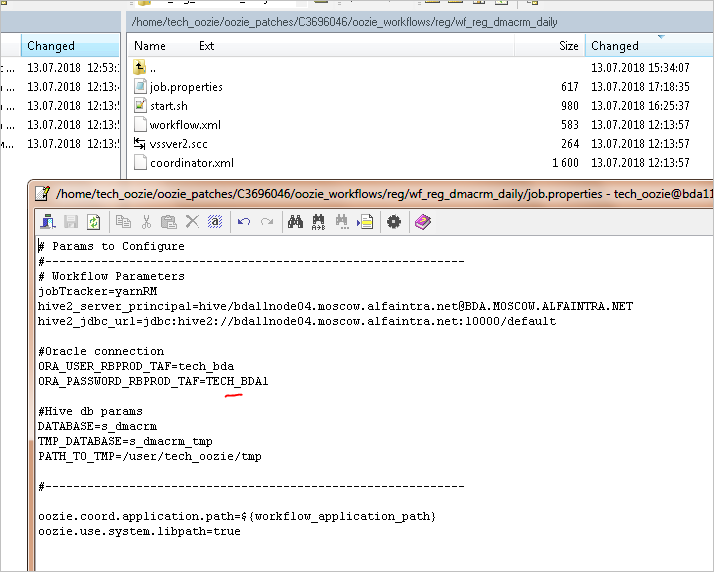 /home/tech_oozie/oozie_patches/C3696046/oozie_workflows/reg/wf_reg_dmacrm_daily
Changed
Name Ext Size Changed
13.07.2018 12:53:
13.07.2018 12:13:
13.07.2018 12:13:
13.07.2018 12:13:
13.07.2018 12:13:
.. 13.07.2018 15:34:07
job.properties 617 13.07.2018 17:18:35
start.sh 980 13.07.2018 16:25:37
workflow.xml 583 13.07.2018 12:13:57
vssver2.scc 264 13.07.2018 12:13:57
coordinator.xml 1 600 13.07.2018 12:13:57
/home/tech_oozie/oozie_patches/C3696046/oozie_workflows/reg/wf_reg_dmacrm_daily/job.properties - tech_oozie@bda11
# Params to Configure
#----------------------------------------------------------------
# Workflow Parameters
jobTracker=yarnRM
hive2_server_principal=hive/bdallnode04.moscow.alfaintra.net@BDA.MOSCOW.ALFAINTRA.NET
hive2_jdbc_url=jdbc:hive2://bdallnode04.moscow.alfaintra.net:10000/default
#Oracle connection
ORA_USER_RBPROD_TAF=tech_bda
ORA_PASSWORD_RBPROD_TAF=TECH_BDA1
#Hive db params
DATABASE=s_dmacrm
TMP_DATABASE=s_dmacrm_tmp
PATH_TO_TMP=/user/tech_oozie/tmp
#----------------------------------------------------------------
oozie.coord.application.path=${workflow_application_path}
oozie.use.system.libpath=true